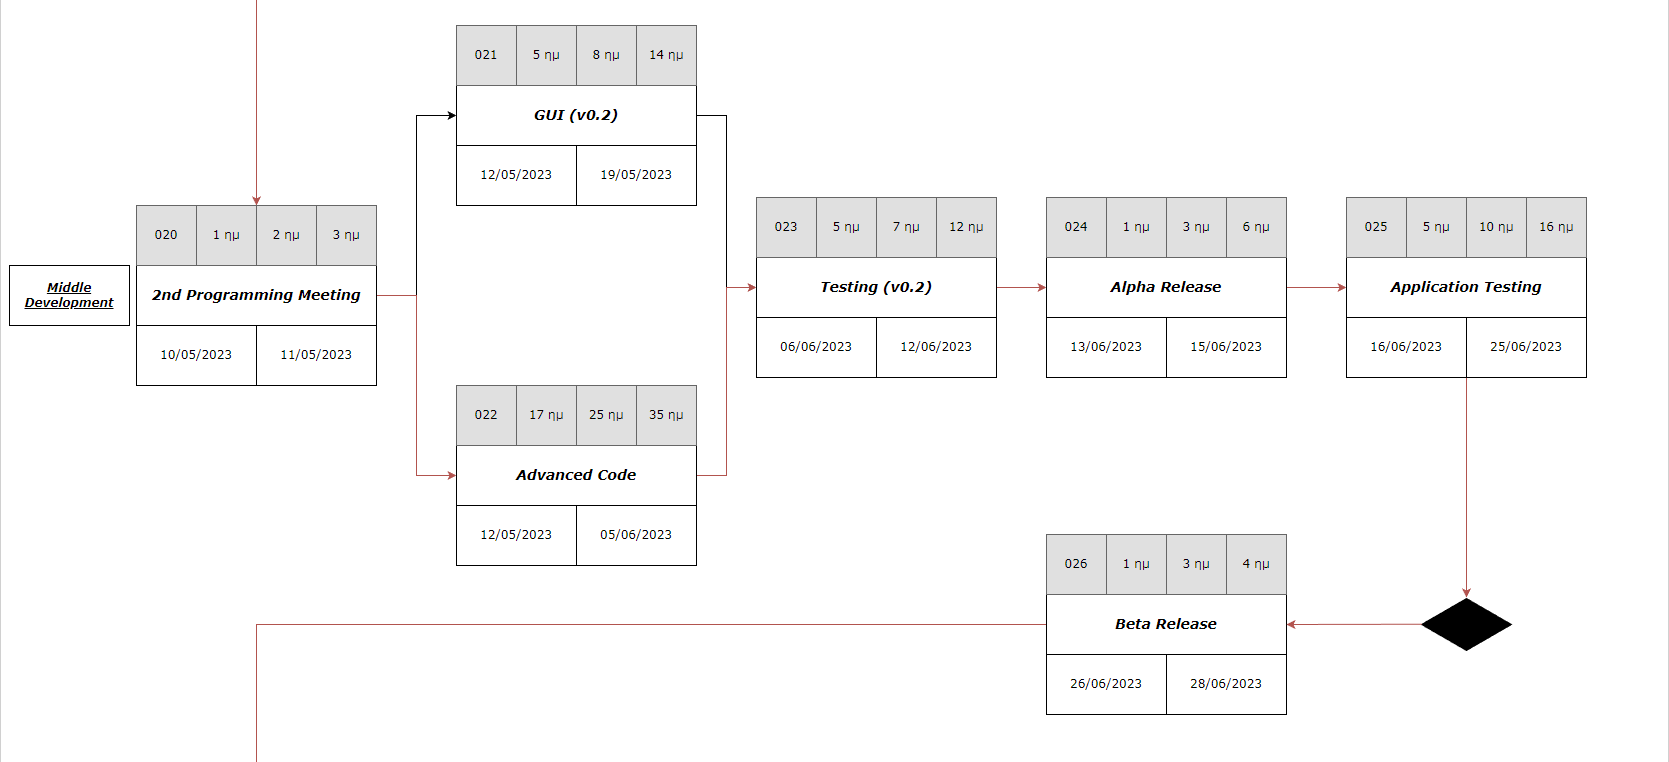 Middle
Development
020 1 ημ 2 ημ 3 ημ
2nd Programming Meeting
10/05/2023 11/05/2023
021 5 ημ 8 ημ 14 ημ
GUI (v0.2)
12/05/2023 19/05/2023
022 17 ημ 25 ημ 35 ημ
Advanced Code
12/05/2023 05/06/2023
023 5 ημ 7 ημ 12 ημ
Testing (v0.2)
06/06/2023 12/06/2023
024 1 ημ 3 ημ 6 ημ
Alpha Release
13/06/2023 15/06/2023
025 5 ημ 10 ημ 16 ημ
Application Testing
16/06/2023 25/06/2023
026 1 ημ 3 ημ 4 ημ
Beta Release
26/06/2023 28/06/2023